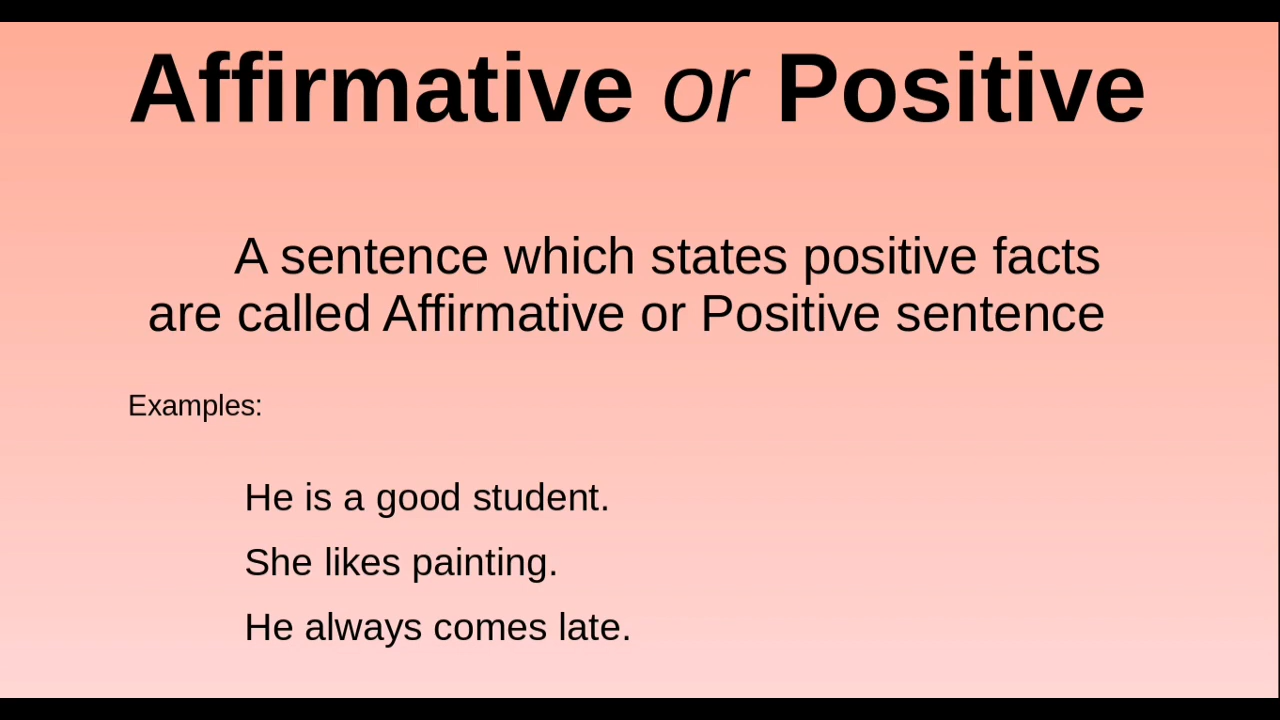 Affirmative or Positive
A sentence which states positive facts
are called Affirmative or Positive sentence
Examples:
He is a good student.
She likes painting.
He always comes late.